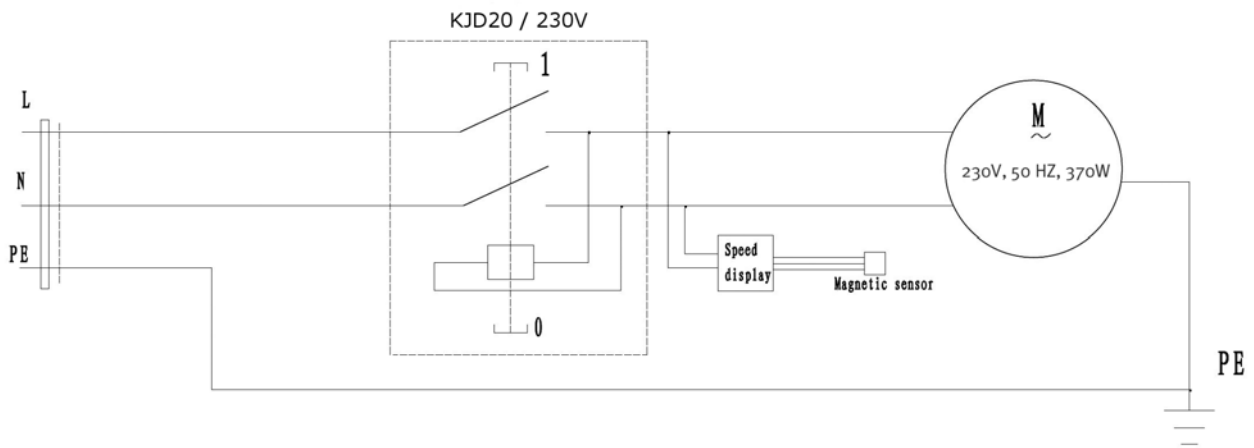 KJD20 / 230V
1
L
M
~
230V, 50 HZ, 370W
N
PE
Speed
display
Magnetic sensor
0
PE